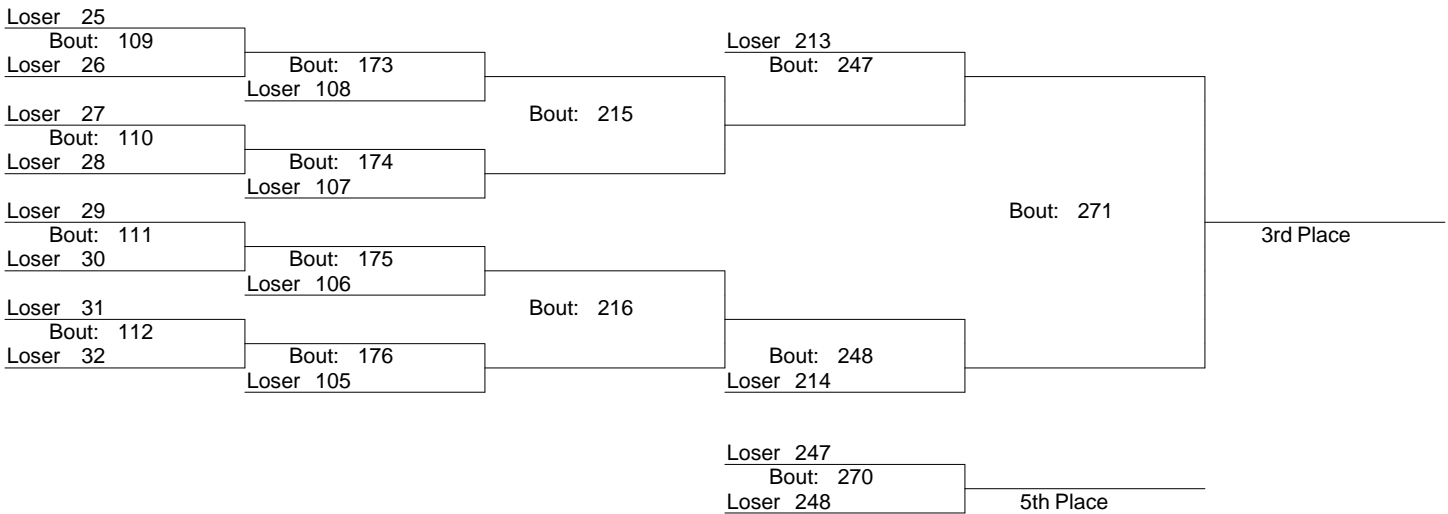 Loser 25
Bout: 109
Loser 26
Loser 27
Bout: 110
Loser 28
Loser 29
Bout: 111
Loser 30
Loser 31
Bout: 112
Loser 32
Bout: 173
Loser 108
Bout: 174
Loser 107
Bout: 175
Loser 106
Bout: 176
Loser 105
Bout: 215
Bout: 216
Loser 213
Bout: 247
Bout: 248
Loser 214
Bout: 271
3rd Place
Loser 247
Bout: 270
Loser 248
5th Place